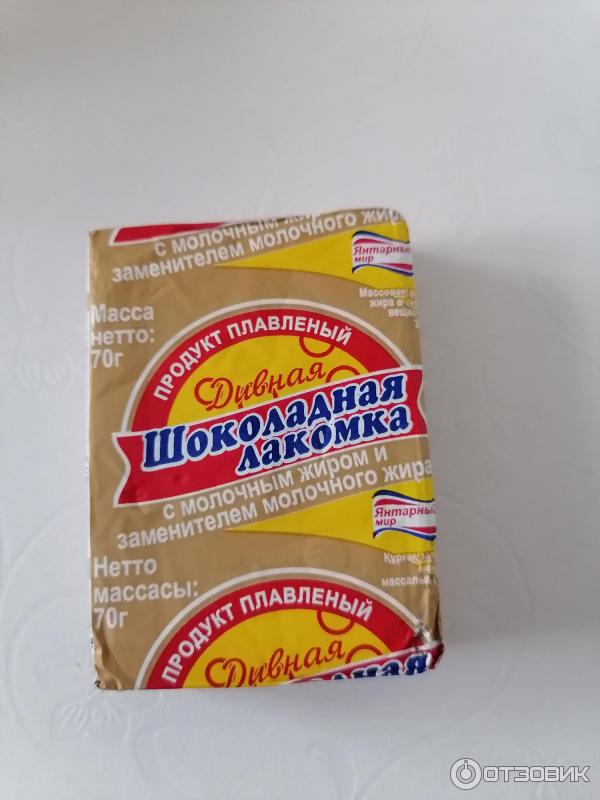 с молочным жиром
заменителем молочного жира
Янтарный
мир
Масса
нетто:
70г
Массовая
жира в
ПРОДУКТ ПЛАВЛЕНЫЙ
Дивная
Шоколадная
лакомка
с молочным жиром и
заменителем молочного жира
Янтарный
мир
Нетто
массасы:
70г
ПРОДУКТ ПЛАВЛЕНЫЙ
Дивная
ОТЗОВИК